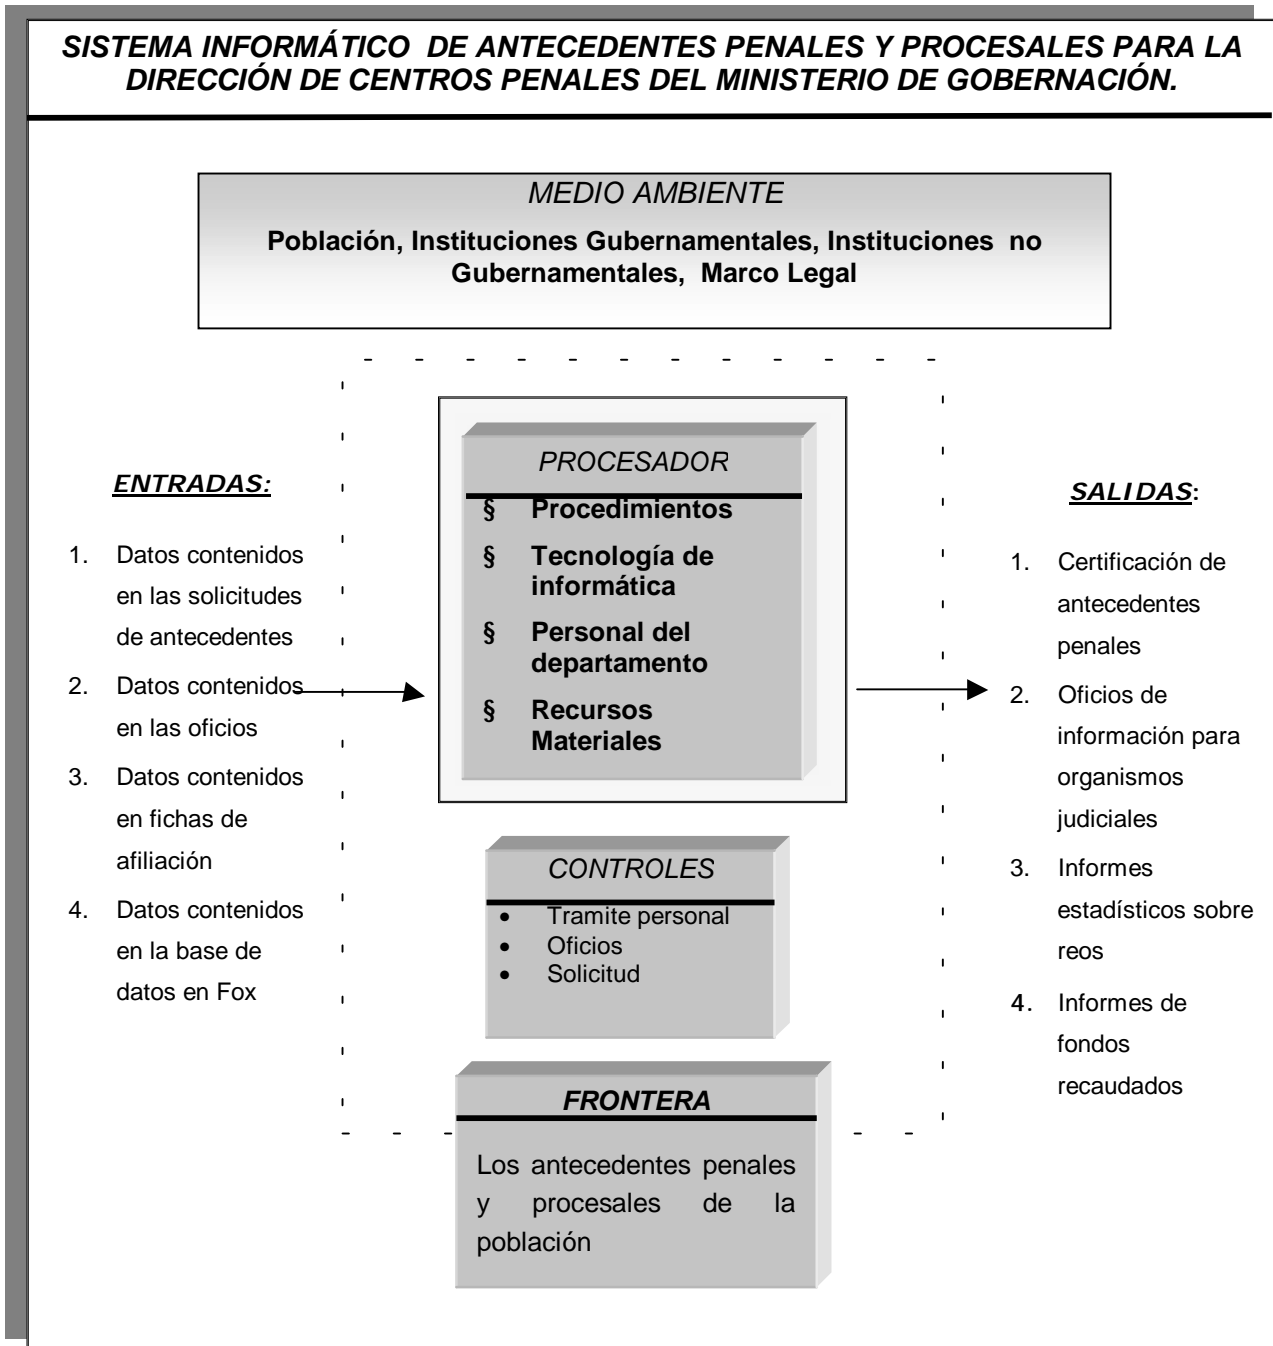 SISTEMA INFORMÁTICO DE ANTECEDENTES PENALES Y PROCESALES PARA LA
DIRECCIÓN DE CENTROS PENALES DEL MINISTERIO DE GOBERNACIÓN.
MEDIO AMBIENTE
Población, Instituciones Gubernamentales, Instituciones no
Gubernamentales, Marco Legal
ENTRADAS:
1. Datos contenidos
en las solicitudes
de antecedentes
2. Datos contenidos
en las oficios
3. Datos contenidos
en fichas de
afiliación
4. Datos contenidos
en la base de
datos en Fox
PROCESADOR
§ Procedimientos
§ Tecnología de
informática
§ Personal del
departamento
§ Recursos
Materiales
CONTROLES
• Tramite personal
• Oficios
• Solicitud
FRONTERA
Los antecedentes penales
y procesales de la
población
SALIDAS:
1. Certificación de
antecedentes
penales
2. Oficios de
información para
organismos
judiciales
3. Informes
estadísticos sobre
reos
4. Informes de
fondos
recaudados